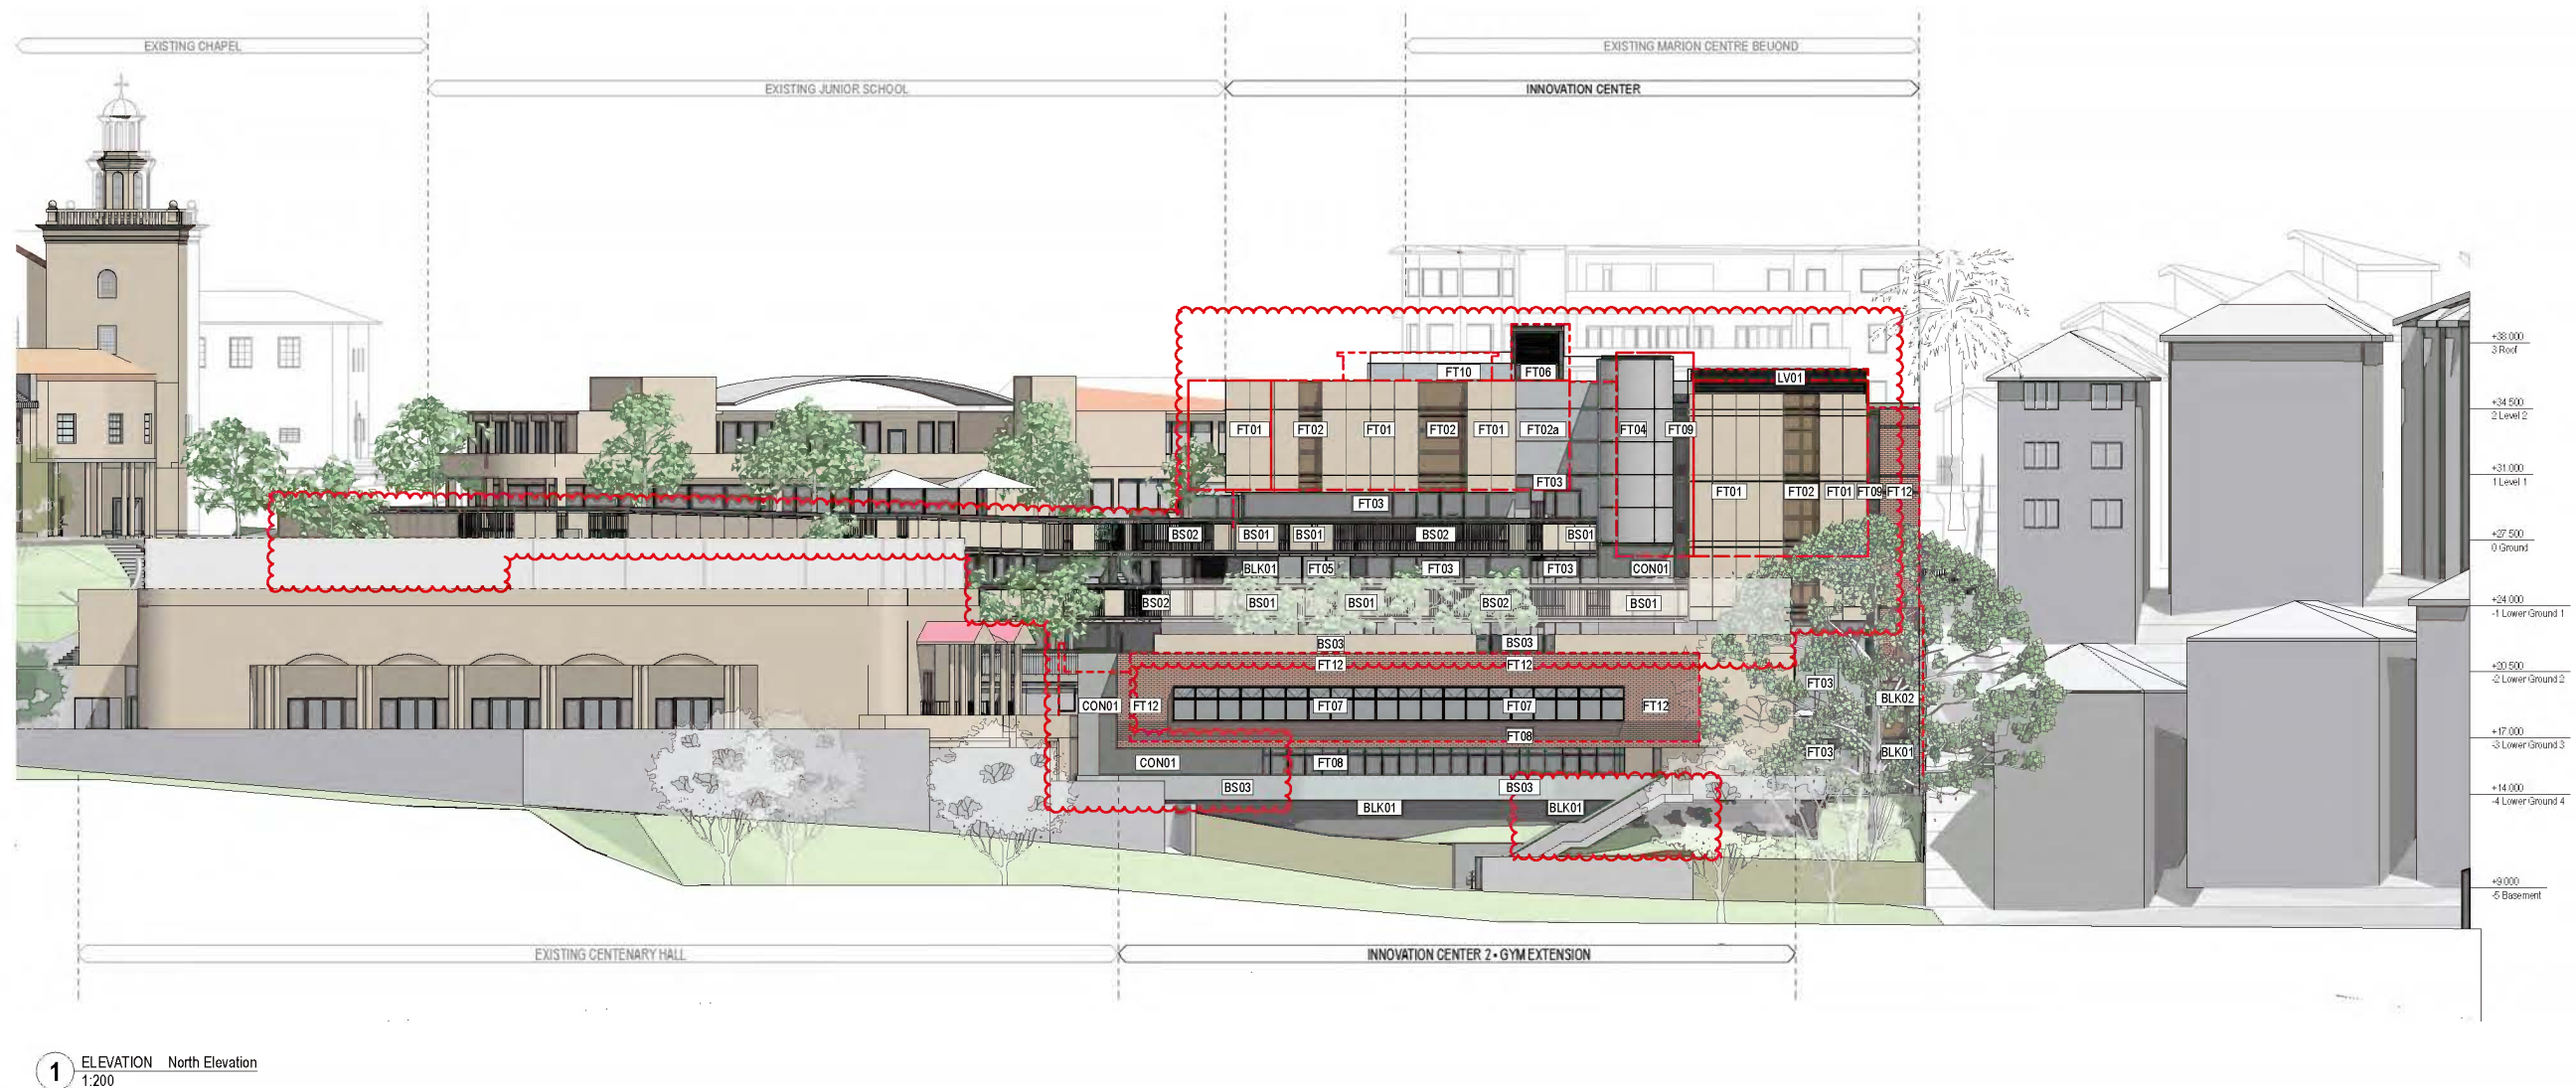 EXISTING CHAPEL
EXISTING MARION CENTRE BEUOND
EXISTING JUNIOR SCHOOL
INNOVATION CENTER
+38 000
3 Roof
FT10
FT06
LV01
+34 500
2 Level 2
FT01
FT02
FT01
FT02
FT01
FT02a
FT04
FT09
+31 000
1 Level 1
FT03
FT01
FT02
FT01
FT09
FT12
FT03
BS02
BS01
BS01
BS02
BS01
+27 500
0 Ground
BLK01
FT05
FT03
FT03
CON01
BS02
BS01
BS01
BS02
BS01
+24 000
-1 Lower Ground 1
BS03
BS03
FT12
FT12
+20 500
-2 Lower Ground 2
FT03
BLK02
CON01
FT12
FT07
FT07
FT12
FT08
+17 000
-3 Lower Ground 3
FT03
BLK01
CON01
FT08
BS03
BS03
+14 000
-4 Lower Ground 4
BLK01
BLK01
+9 000
-5 Basement
EXISTING CENTENARY HALL
INNOVATION CENTER 2 • GYM EXTENSION
1
ELEVATION North Elevation
1:200